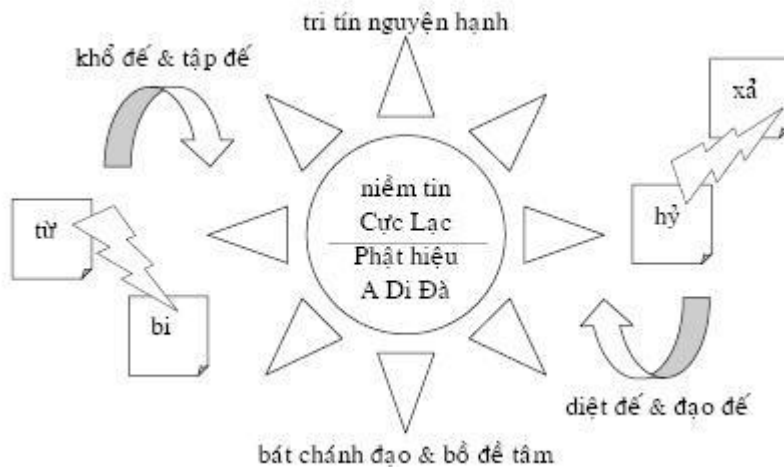 tri tín nguyện hạnh
khổ đế & tập đế
xả
niềm tin
Cực Lạc
Phật hiệu
A Di Đà
từ
hỷ
bi
diệt đế & đạo đế
bát chánh đạo & bồ đề tâm